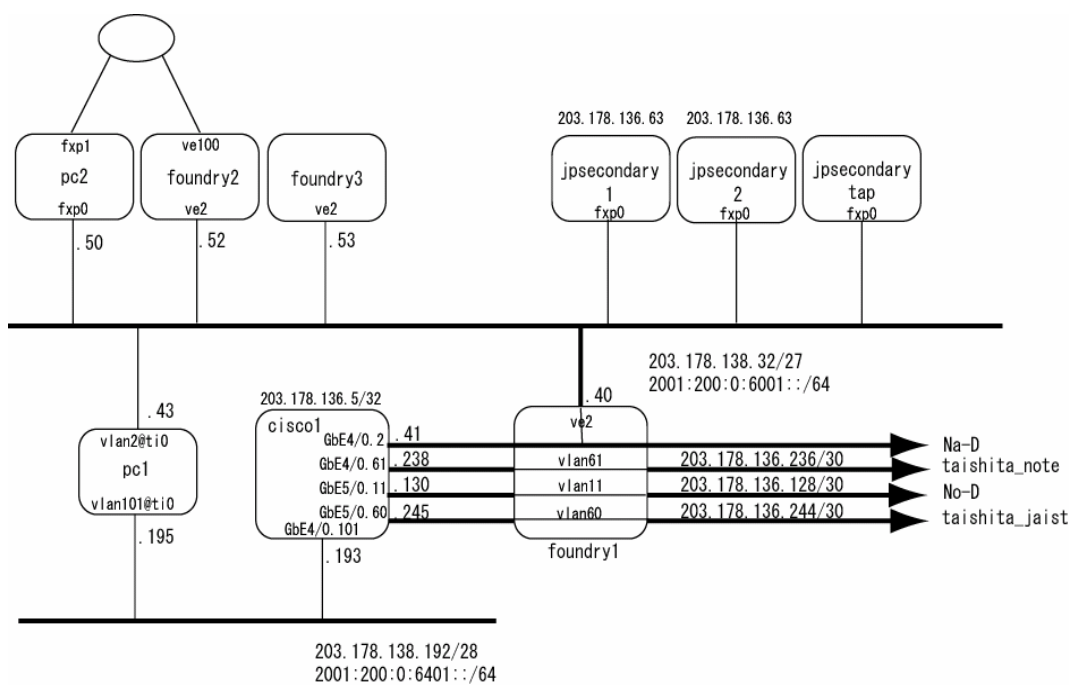 203.178.136.63
203.178.136.63
fxp1
pc2
fxp0
ve100
foundry2
ve2
foundry3
ve2
jpsecondary
1
fxp0
jpsecondary
2
fxp0
jpsecondary
tap
fxp0
.50
.52
.53
203.178.138.32/27
2001:200:0:6001::/64
.43
203.178.136.5/32
.40
vlan2@ti0
pc1
vlan101@ti0
cisco1
GbE4/0.2
.41
GbE4/0.61
.238
GbE5/0.11
.130
GbE5/0.60
.245
GbE4/0.101
ve2
vlan61
vlan11
vlan60
foundry1
Na-D
203.178.136.236/30
taishita_note
203.178.136.128/30
No-D
203.178.136.244/30
taishita_jaist
.195
.193
203.178.138.192/28
2001:200:0:6401::/64